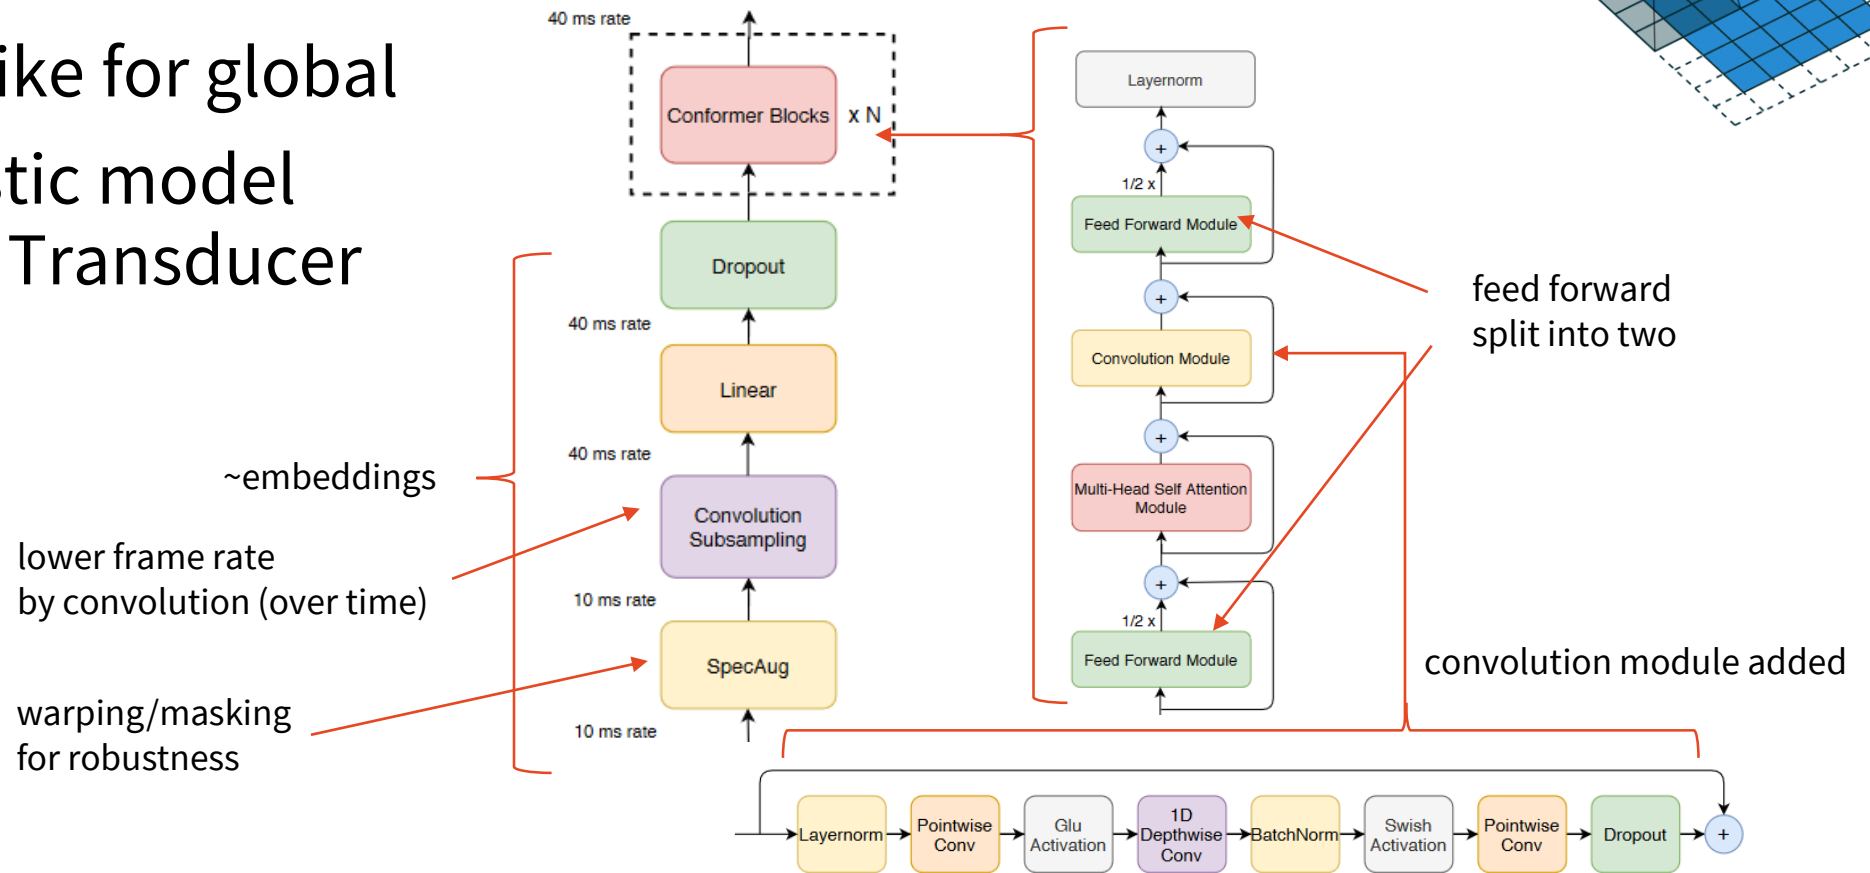 ike for global
stic model
Transducer
40 ms rate
Conformer Blocks
x N
Dropout
40 ms rate
Linear
40 ms rate
Convolution
Subsampling
10 ms rate
SpecAug
10 ms rate
~embeddings
lower frame rate
by convolution (over time)
warping/masking
for robustness
Layernorm
+
1/2 x
Feed Forward Module
+
Convolution Module
+
Multi-Head Self Attention
Module
+
1/2 x
Feed Forward Module
feed forward
split into two
convolution module added
Layernorm
Pointwise
Conv
Glu
Activation
1D
Depthwise
Conv
BatchNorm
Swish
Activation
Pointwise
Conv
Dropout
+